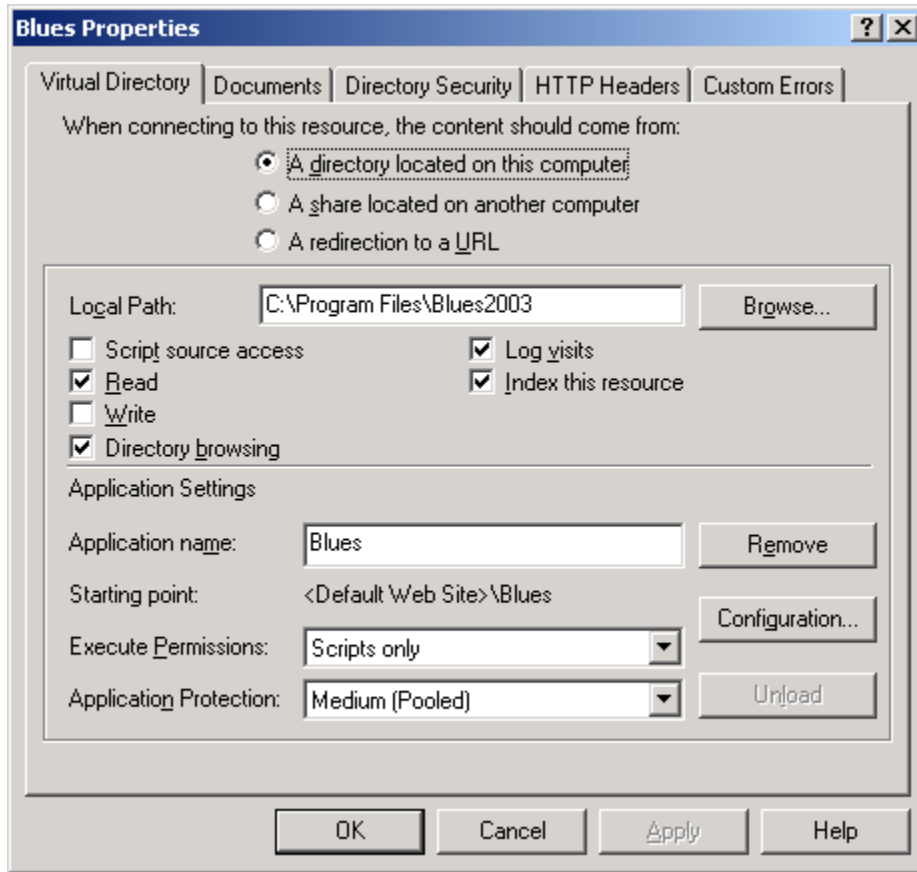 Blues Properties
Virtual Directory Documents Directory Security HTTP Headers Custom Errors
When connecting to this resource, the content should come from:
A directory located on this computer
A share located on another computer
A redirection to a URL
Local Path: C:\Program Files\Blues2003 Browse...
Script source access Log visits
Read Index this resource
Write
Directory browsing
Application Settings
Application name: Blues Remove
Starting point: <Default Web Site>\Blues
Configuration...
Execute Permissions: Scripts only
Application Protection: Medium (Pooled) Unload
OK Cancel Apply Help